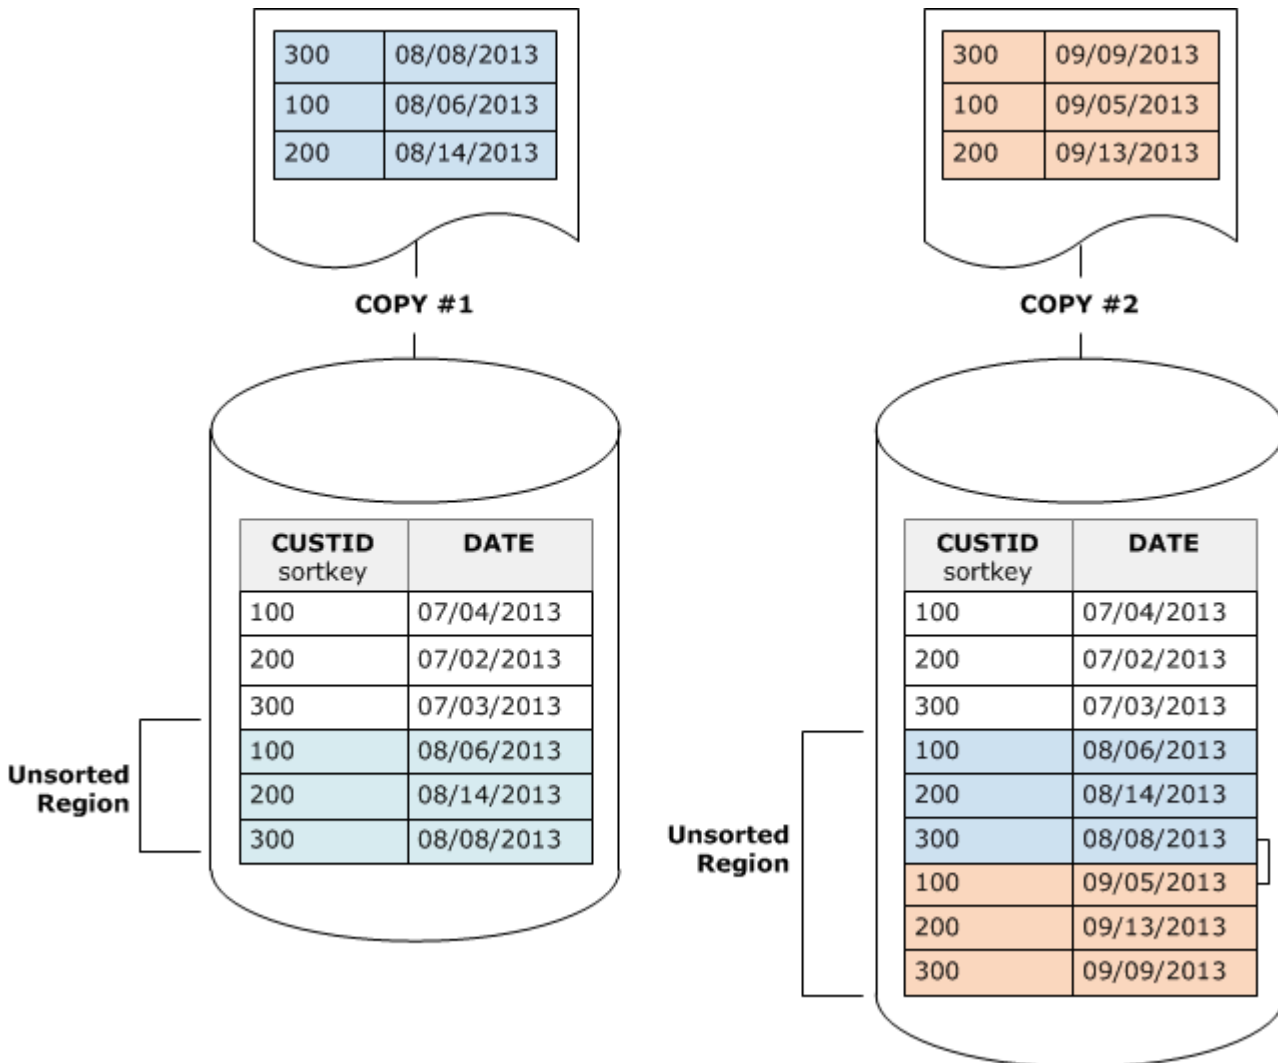 300 08/08/2013
100 08/06/2013
200 08/14/2013
COPY #1
CUSTID DATE
sortkey
100 07/04/2013
200 07/02/2013
300 07/03/2013
100 08/06/2013
200 08/14/2013
300 08/08/2013
Unsorted
Region
300 09/09/2013
100 09/05/2013
200 09/13/2013
COPY #2
CUSTID DATE
sortkey
100 07/04/2013
200 07/02/2013
300 07/03/2013
100 08/06/2013
200 08/14/2013
300 08/08/2013
100 09/05/2013
200 09/13/2013
300 09/09/2013
Unsorted
Region